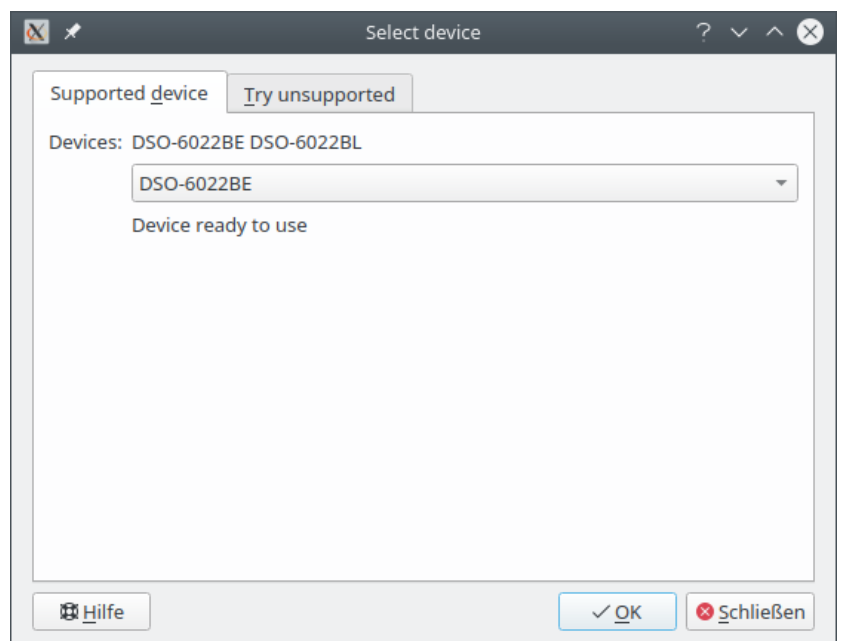 Select device
Supported device
Try unsupported
Devices: DSO-6022BE DSO-6022BL
DSO-6022BE
Device ready to use
Hilfe
OK
Schließen